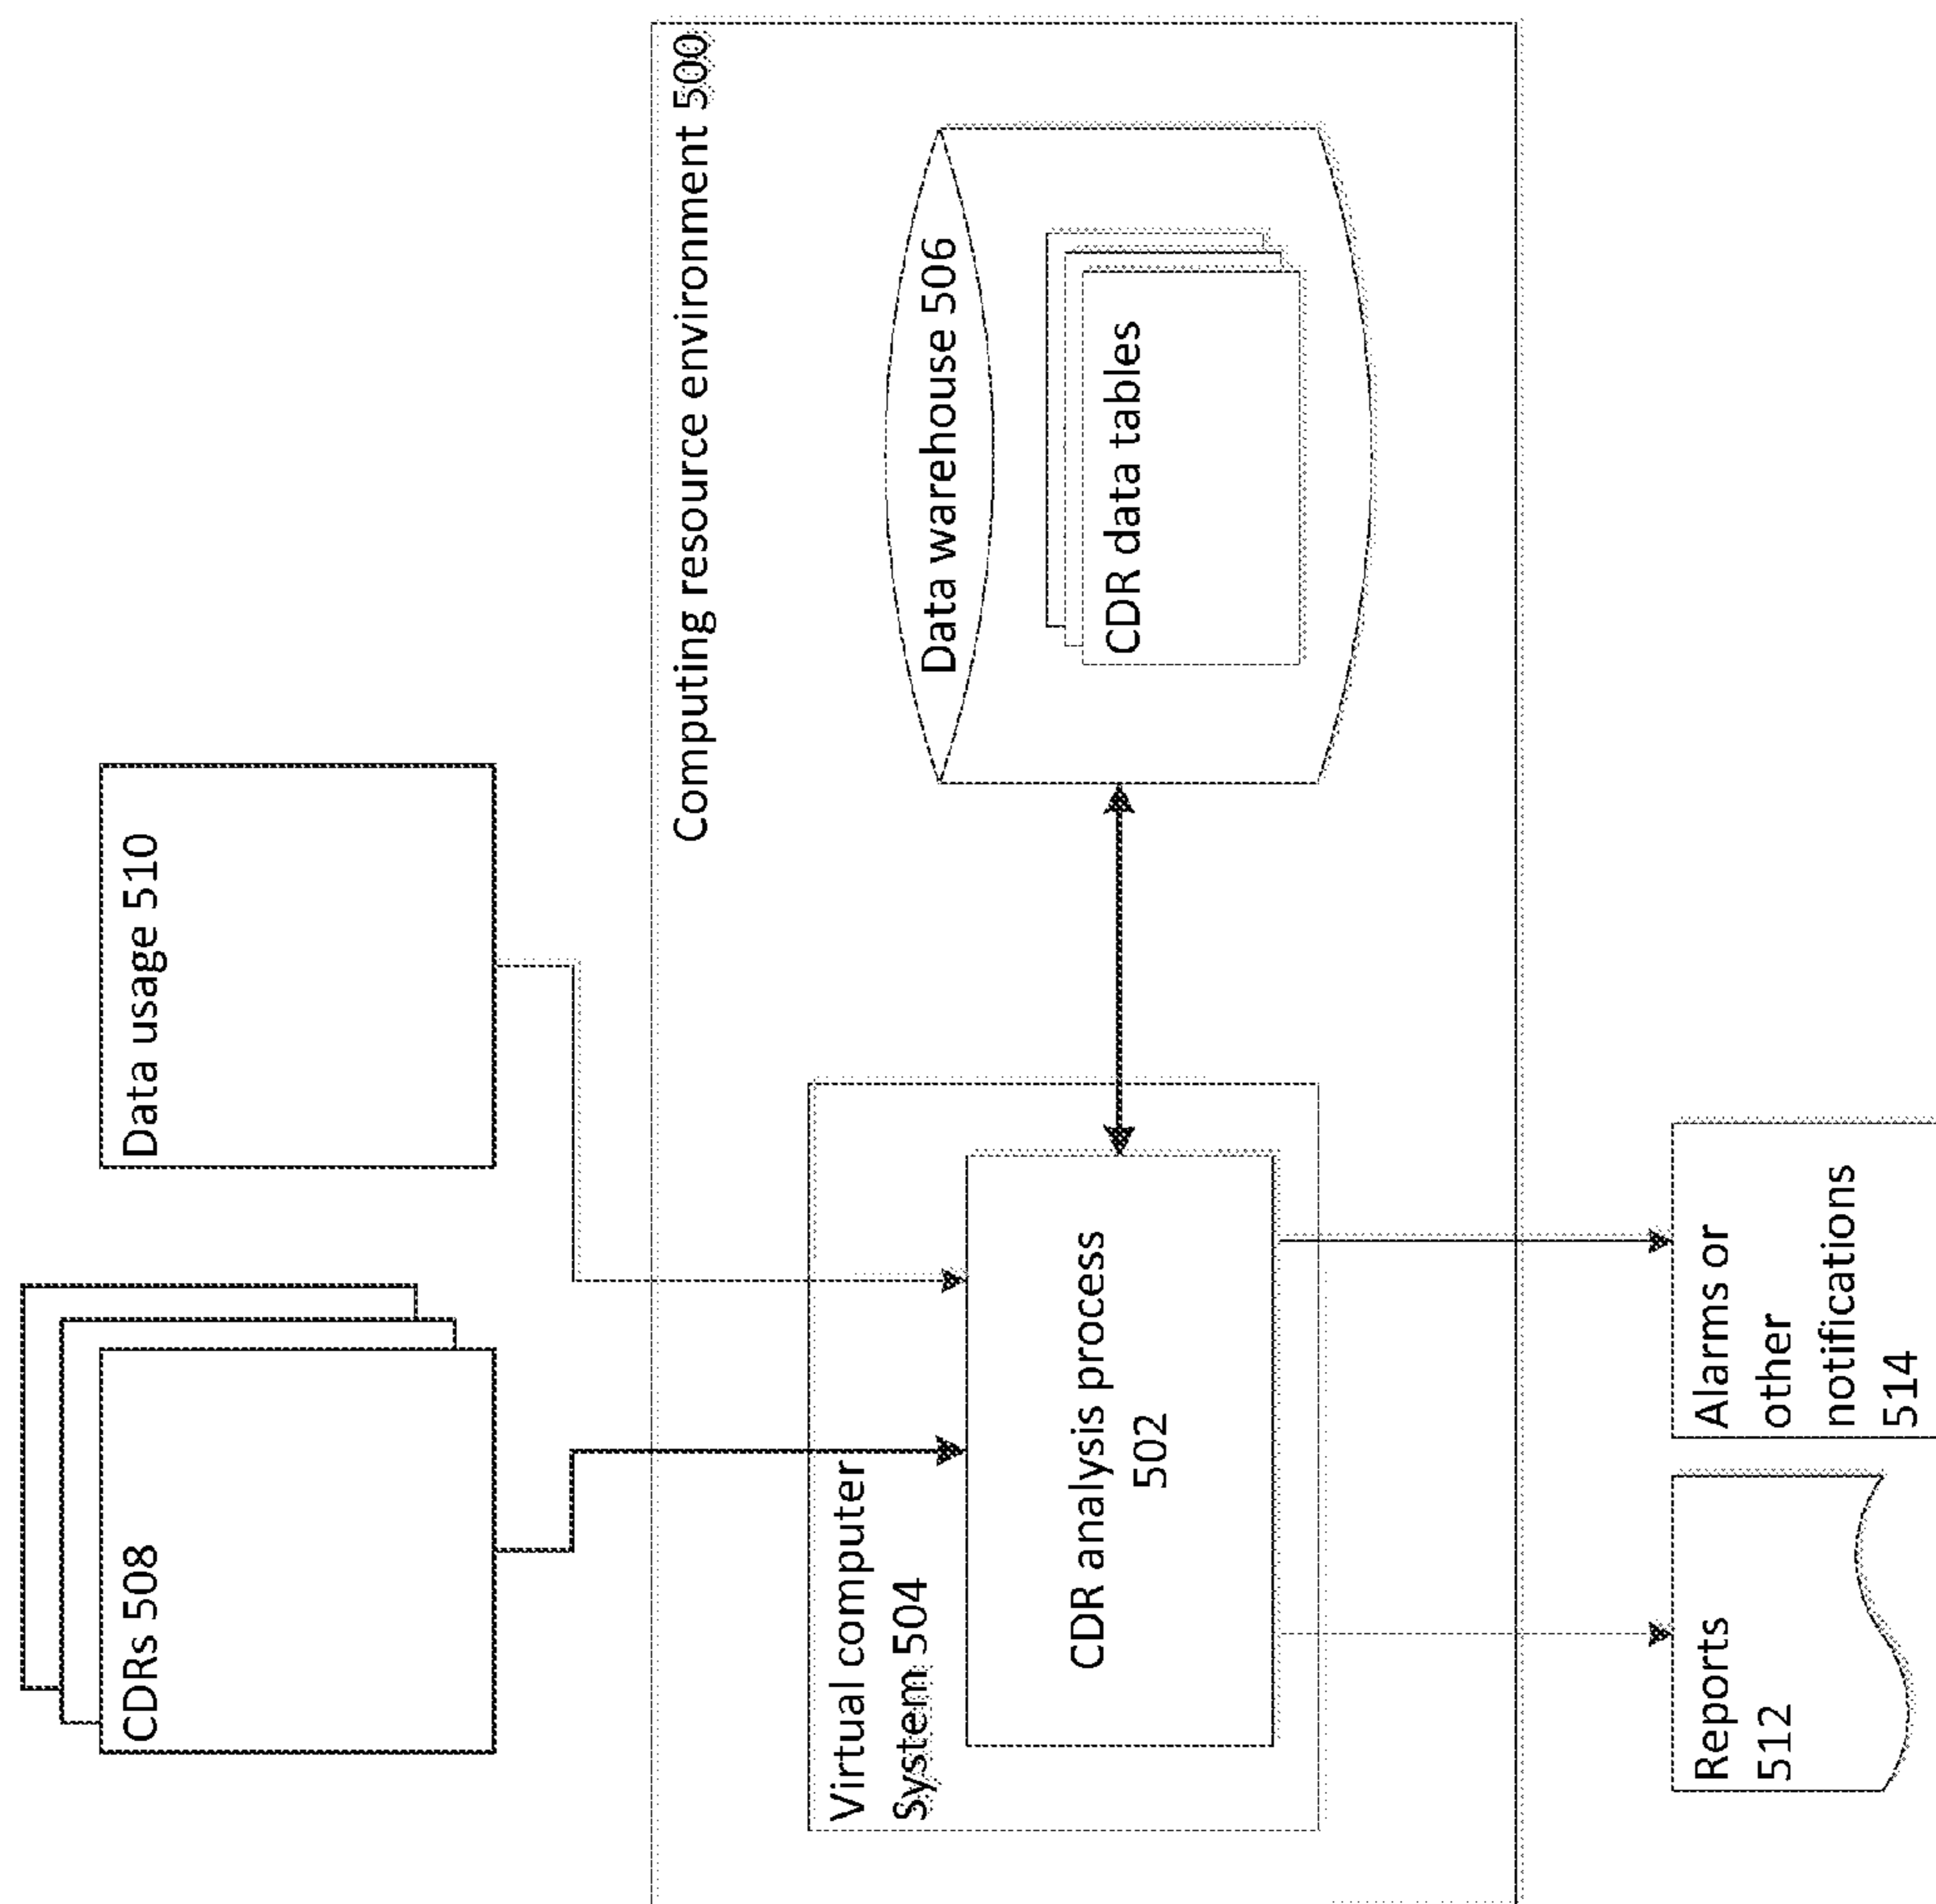 CDRs 508
Data usage 510
Computing resource environment 500
Virtual computer
System 504
CDR analysis process
502
Data warehouse 506
CDR data tables
Reports
512
Alarms or
other
notifications
514